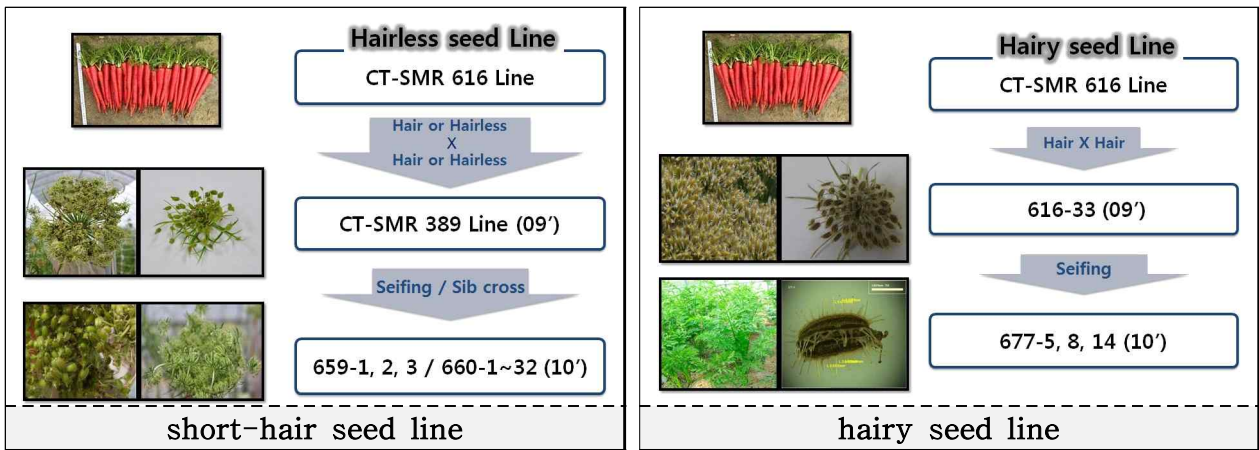 Hairless seed Line
CT-SMR 616 Line
Hair or Hairless
X
Hair or Hairless
CT-SMR 389 Line (09′)
Seifing / Sib cross
659-1, 2, 3 / 660-1~32 (10′)
short-hair seed line
Hairy seed Line
CT-SMR 616 Line
Hair X Hair
616-33 (09′)
Seifing
677-5, 8, 14 (10′)
hairy seed line